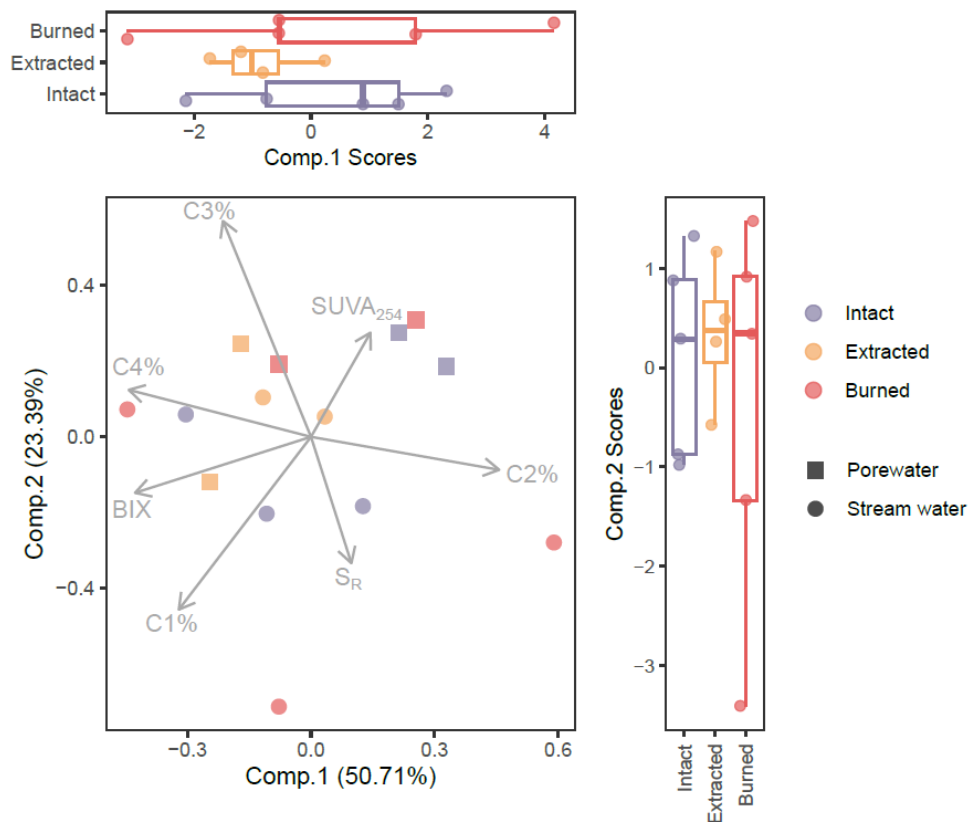 Burned
Extracted
Intact
−2 0 2 4
Comp.1 Scores
C3%
SUVA254
C4%
BIX
C2%
SR
C1%
0.4
0.0
−0.4
Comp.2 (23.39%)
−0.3 0.0 0.3 0.6
Comp.1 (50.71%)
1
0
−1
−2
−3
Comp.2 Scores
Intact
Extracted
Burned
Intact
Extracted
Burned
Porewater
Stream water